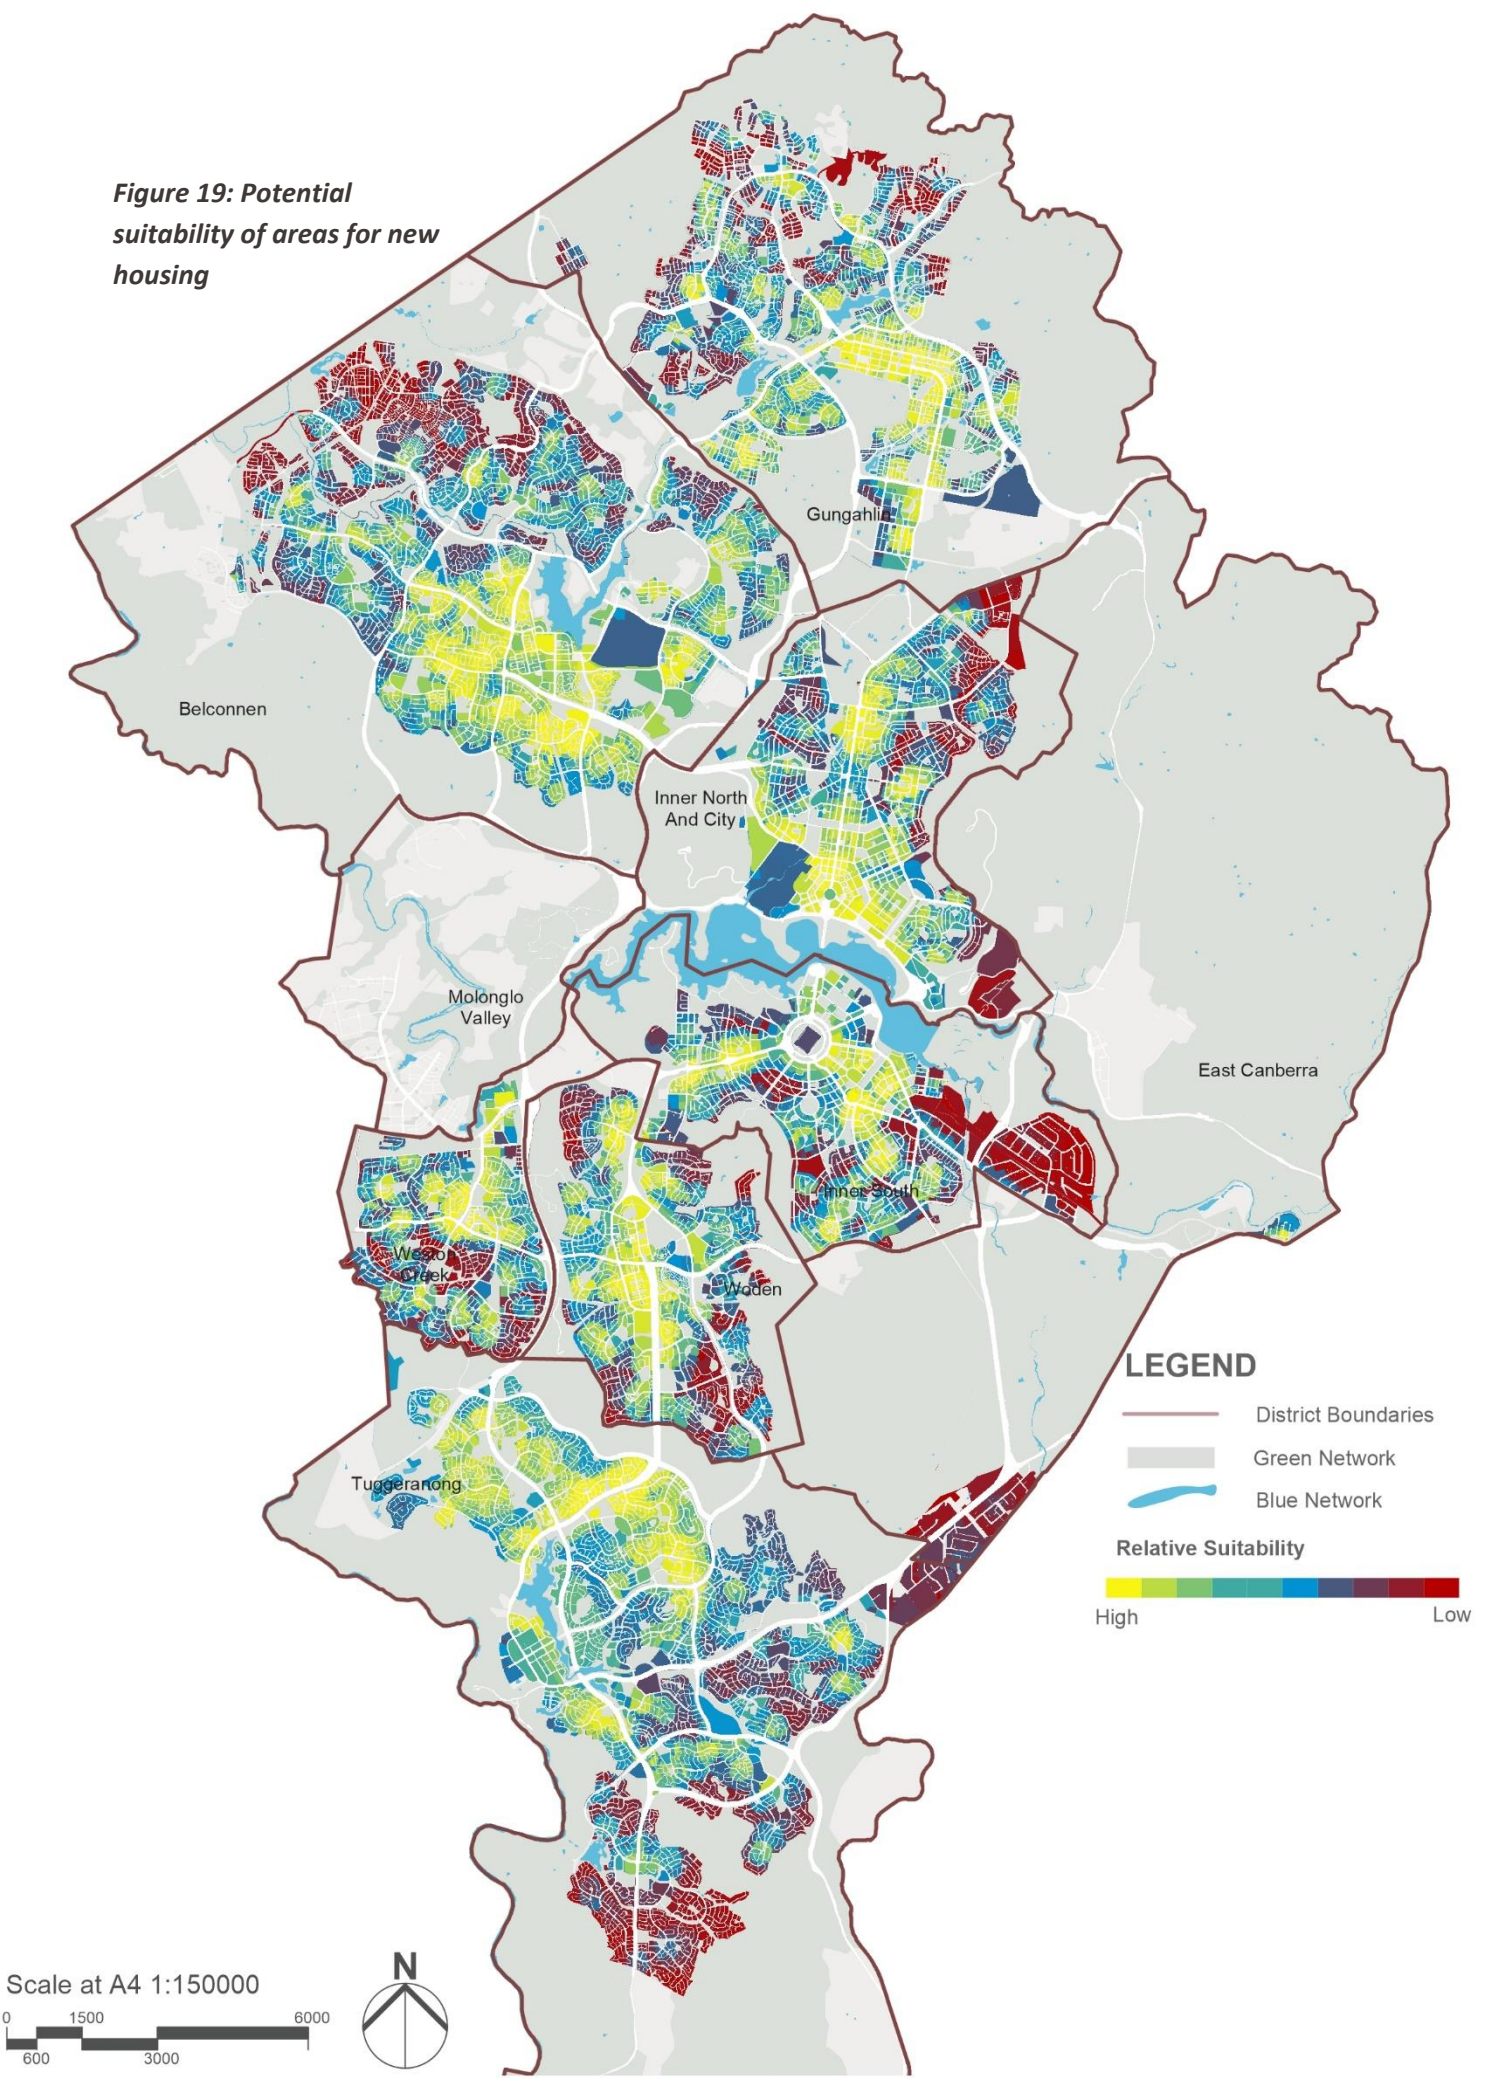 Figure 19: Potential
suitability of areas for new
housing
Gungahlin
Belconnen
Inner North
And City
Molonglo
Valley
East Canberra
Inner South
Weston
Creek
Woden
LEGEND
District Boundaries
Green Network
Blue Network
Tuggeranong
Relative Suitability
High
Low
Scale at A4 1:150000
0 1500 6000
600 3000
N